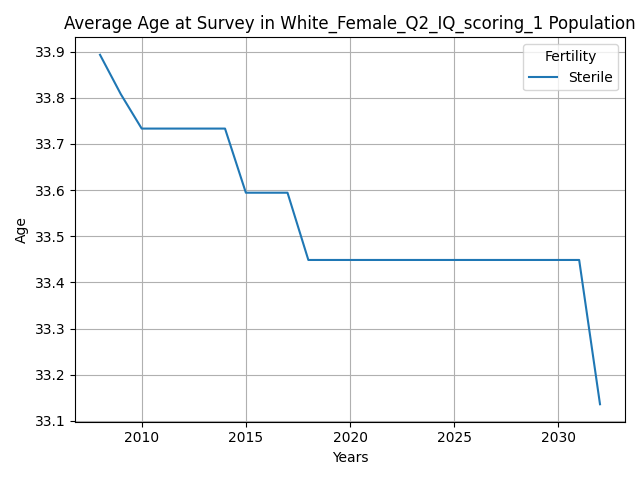 Average Age at Survey in White_Female_Q2_IQ_scoring_1 Population
Fertility
Sterile
33.9
33.8
33.7
33.6
33.5
33.4
33.3
33.2
33.1
Age
2010 2015 2020 2025 2030
Years